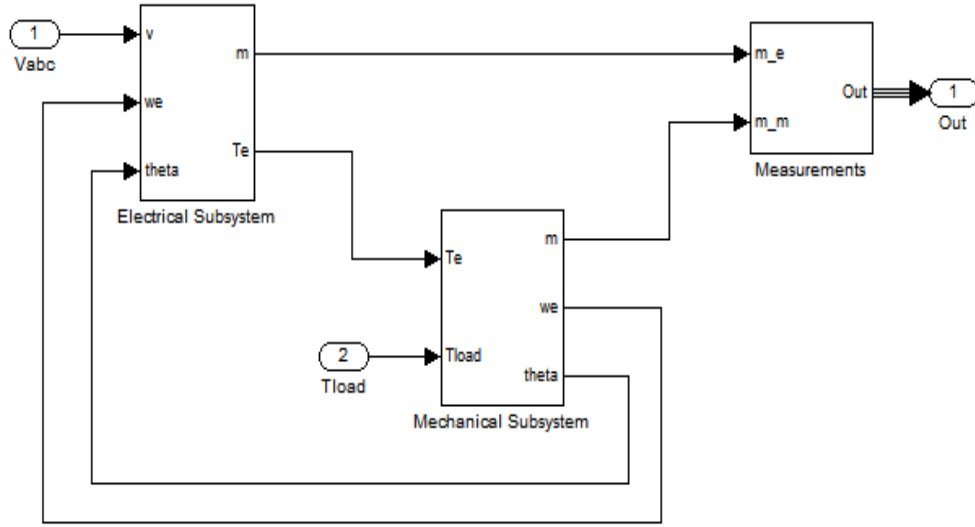 1
Vabc
v
we
theta
m
Te
Electrical Subsystem
m_e
m_m
Out
Measurements
1
Out
Te
Tload
m
we
theta
Mechanical Subsystem
2
Tload